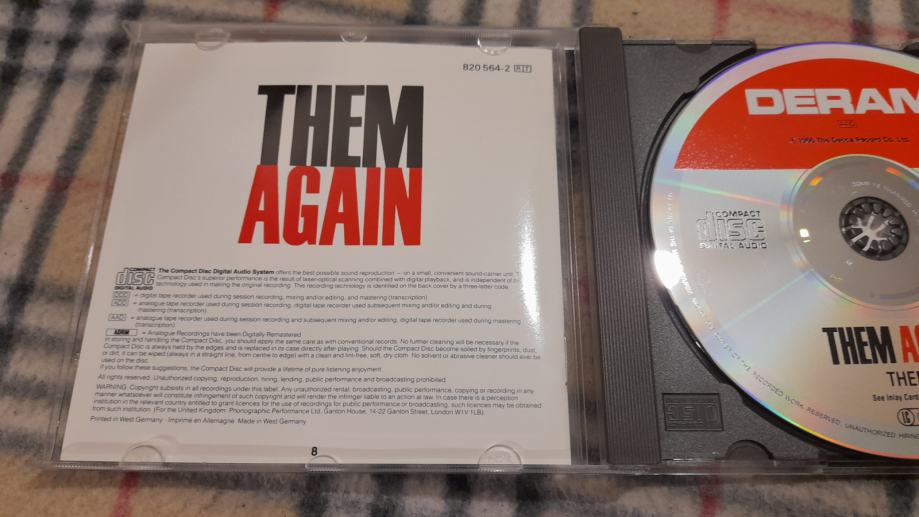 820 564-2 RT
THEM
AGAIN
COMPACT
disc
DIGITAL AUDIO
The Compact Disc Digital Audio System offers the best possible sound reproduction – on a small, convenient sound-carrier unit.
Compact Disc's superior performance is the result of laser-optical scanning combined with digital playback, and is independent of
technology used in making the original recording. This recording technology is identified on the back cover by a three-letter code:
DDD = digital tape recorder used during session recording, mixing and/or editing, and mastering (transcription)
ADD = analogue tape recorder used during session recording, digital tape recorder used subsequent mixing and/or editing and during
mastering (transcription).
AAD = analogue tape recorder used during session recording and subsequent mixing and/or editing, digital tape recorder used during mastering
(transcription)
ADRM = Analogue Recordings have been Digitally Remastered
In storing and handling the Compact Disc, you should apply the same care as with conventional records. No further cleaning will be necessary if the
Compact Disc is always held by the edges and is replaced in its case directly after playing. Should the Compact Disc become soiled by fingerprints, dust,
or dirt, it can be wiped (always in a straight line, from centre to edge) with a clean and lint-free, soft, dry cloth. No solvent or abrasive cleaner should ever be
used on the disc.
If you follow these suggestions, the Compact Disc will provide a lifetime of pure listening enjoyment.
All rights reserved. Unauthorized copying, reproduction, hiring, lending, public performance and broadcasting prohibited
WARNING: Copyright subsists in all recordings under this label. Any unauthorised rental, broadcasting, public performance, copying or recording in any
manner whatsoever will constitute infringement of such copyright and will render the infringer liable to an action at law. In case there is a perception
institution in the relevant country entitled to grant licences for the use of recordings for public performance or broadcasting, such licences may be obtained
from such institution. (For the United Kingdom: Phonographic Performance Ltd, Ganton House, 14-22 Ganton Street, London W1V 1LB).
Printed in West Germany · Imprimé en Allemagne Made in West Germany
8
DERAM
℗ 1966 The Decca Record Co. Ltd.
COMPACT
disc
DIGITAL AUDIO
THEM A
THE
See Inlay Card
RECORDED WORK RESERVED. UNAUTHORIZED HIRING